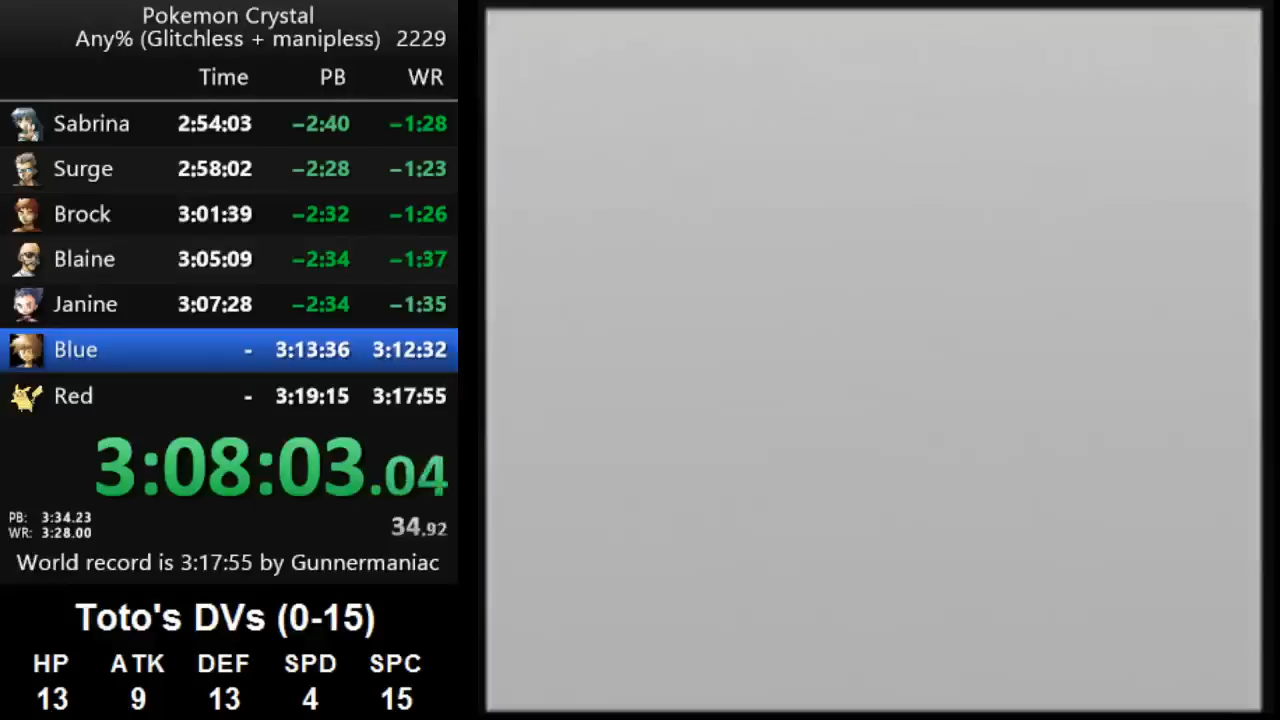 Pokemon Crystal
Any% (Glitchless + manipless) 2229
Time PB WR
Sabrina 2:54:03 −2:40 −1:28
Surge 2:58:02 −2:28 −1:23
Brock 3:01:39 −2:32 −1:26
Blaine 3:05:09 −2:34 −1:37
Janine 3:07:28 −2:34 −1:35
Blue - 3:13:36 3:12:32
Red - 3:19:15 3:17:55
3:08:03.04
PB: 3:34.23
WR: 3:28.00
34.92
World record is 3:17:55 by Gunnermaniac
Toto's DVs (0-15)
HP ATK DEF SPD SPC
13 9 13 4 15